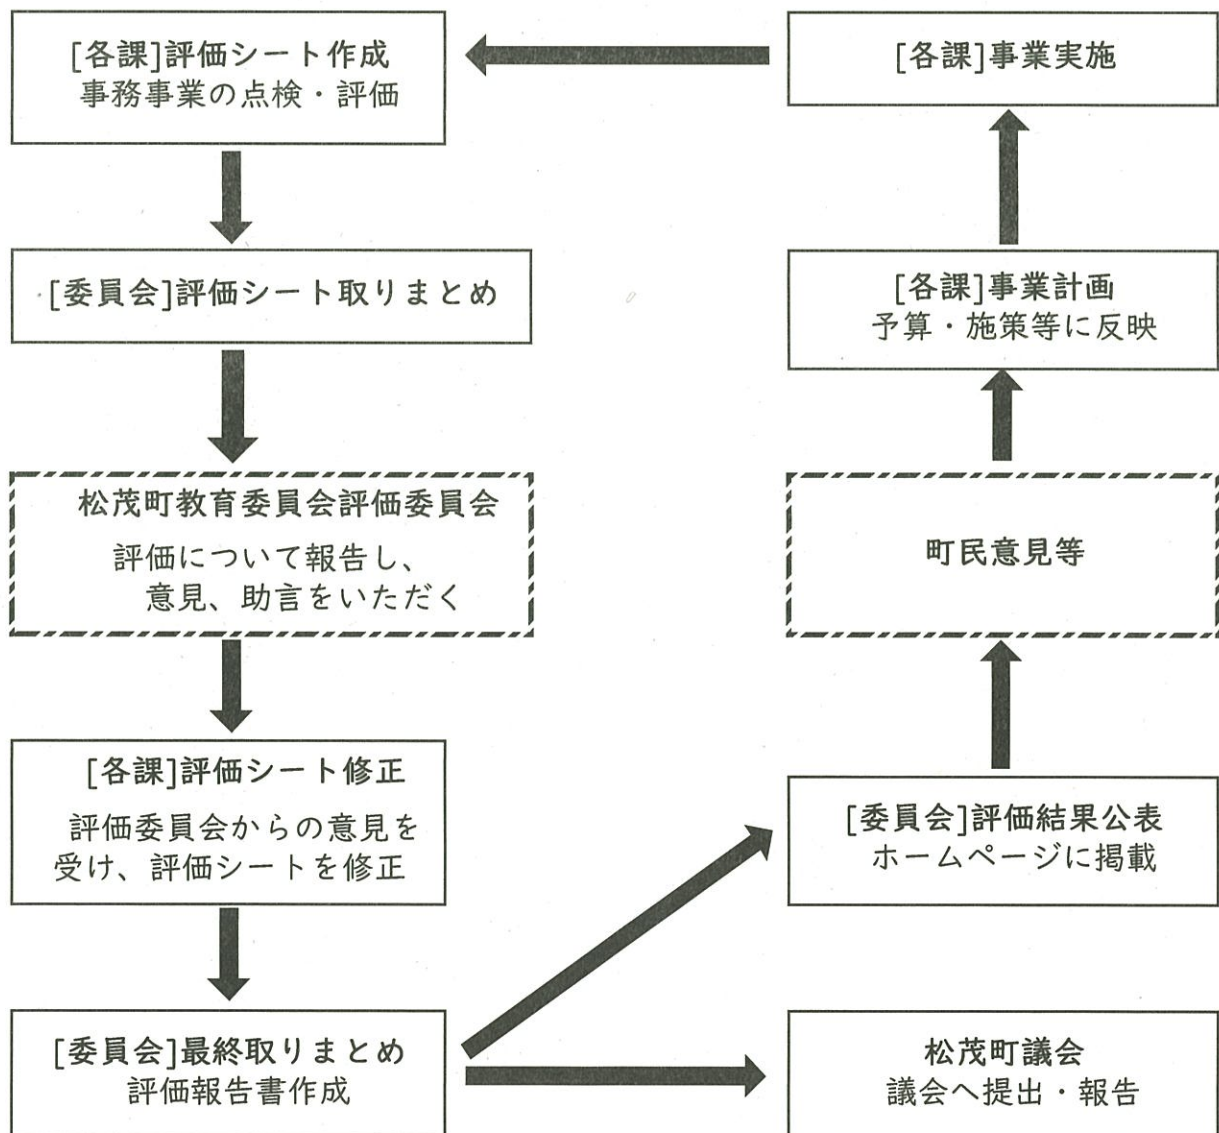 [各課]評価シート作成
事務事業の点検・評価
[委員会]評価シート取りまとめ
松茂町教育委員会評価委員会
評価について報告し、
意見、助言をいただく
[各課]評価シート修正
評価委員会からの意見を
受け、評価シートを修正
[委員会]最終取りまとめ
評価報告書作成
[各課]事業実施
[各課]事業計画
予算・施策等に反映
町民意見等
[委員会]評価結果公表
ホームページに掲載
松茂町議会
議会へ提出・報告